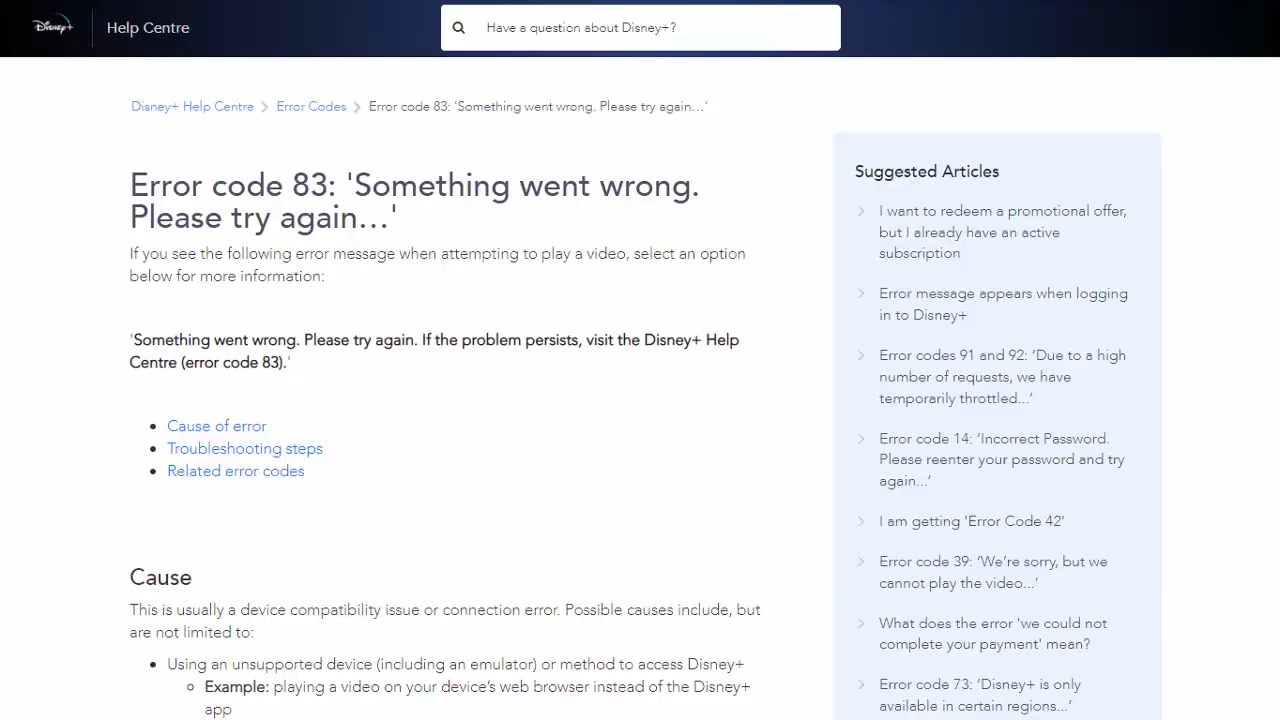 Disney+
Help Centre
Have a question about Disney+?
Disney+ Help Centre
Error Codes
Error code 83: 'Something went wrong. Please try again…'
Error code 83: 'Something went wrong.
Please try again…'
If you see the following error message when attempting to play a video, select an option
below for more information:
'Something went wrong. Please try again. If the problem persists, visit the Disney+ Help
Centre (error code 83).'
• Cause of error
• Troubleshooting steps
• Related error codes
Cause
This is usually a device compatibility issue or connection error. Possible causes include, but
are not limited to:
• Using an unsupported device (including an emulator) or method to access Disney+
◦ Example: playing a video on your device's web browser instead of the Disney+
app
Suggested Articles
I want to redeem a promotional offer,
but I already have an active
subscription
Error message appears when logging
in to Disney+
Error codes 91 and 92: ‘Due to a high
number of requests, we have
temporarily throttled…’
Error code 14: ‘Incorrect Password.
Please reenter your password and try
again…’
I am getting 'Error Code 42'
Error code 39: ‘We’re sorry, but we
cannot play the video…’
What does the error 'we could not
complete your payment' mean?
Error code 73: ‘Disney+ is only
available in certain regions…’